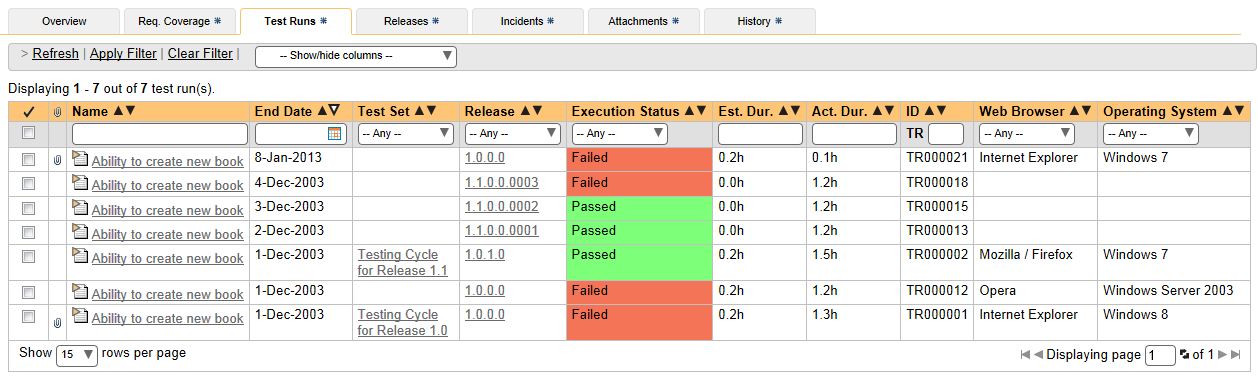 Overview Req. Coverage * Test Runs * Releases * Incidents * Attachments * History *
> Refresh | Apply Filter | Clear Filter | -- Show/hide columns --
Displaying 1 - 7 out of 7 test run(s).
Name End Date Test Set Release Execution Status Est. Dur. Act. Dur. ID Web Browser Operating System
-- Any -- -- Any -- -- Any -- TR -- Any -- -- Any --
Ability to create new book 8-Jan-2013 1.0.0.0 Failed 0.2h 0.1h TR000021 Internet Explorer Windows 7
Ability to create new book 4-Dec-2003 1.1.0.0.0003 Failed 0.0h 1.2h TR000018
Ability to create new book 3-Dec-2003 1.1.0.0.0002 Passed 0.0h 1.2h TR000015
Ability to create new book 2-Dec-2003 1.1.0.0.0001 Passed 0.0h 1.2h TR000013
Ability to create new book 1-Dec-2003 Testing Cycle 1.0.1.0 Passed 0.2h 1.5h TR000002 Mozilla / Firefox Windows 7
for Release 1.1
Ability to create new book 1-Dec-2003 1.0.0.0 Failed 0.2h 1.2h TR000012 Opera Windows Server 2003
Ability to create new book 1-Dec-2003 Testing Cycle 1.0.0.0 Failed 0.2h 1.3h TR000001 Internet Explorer Windows 8
for Release 1.0
Show 15 rows per page Displaying page 1 of 1